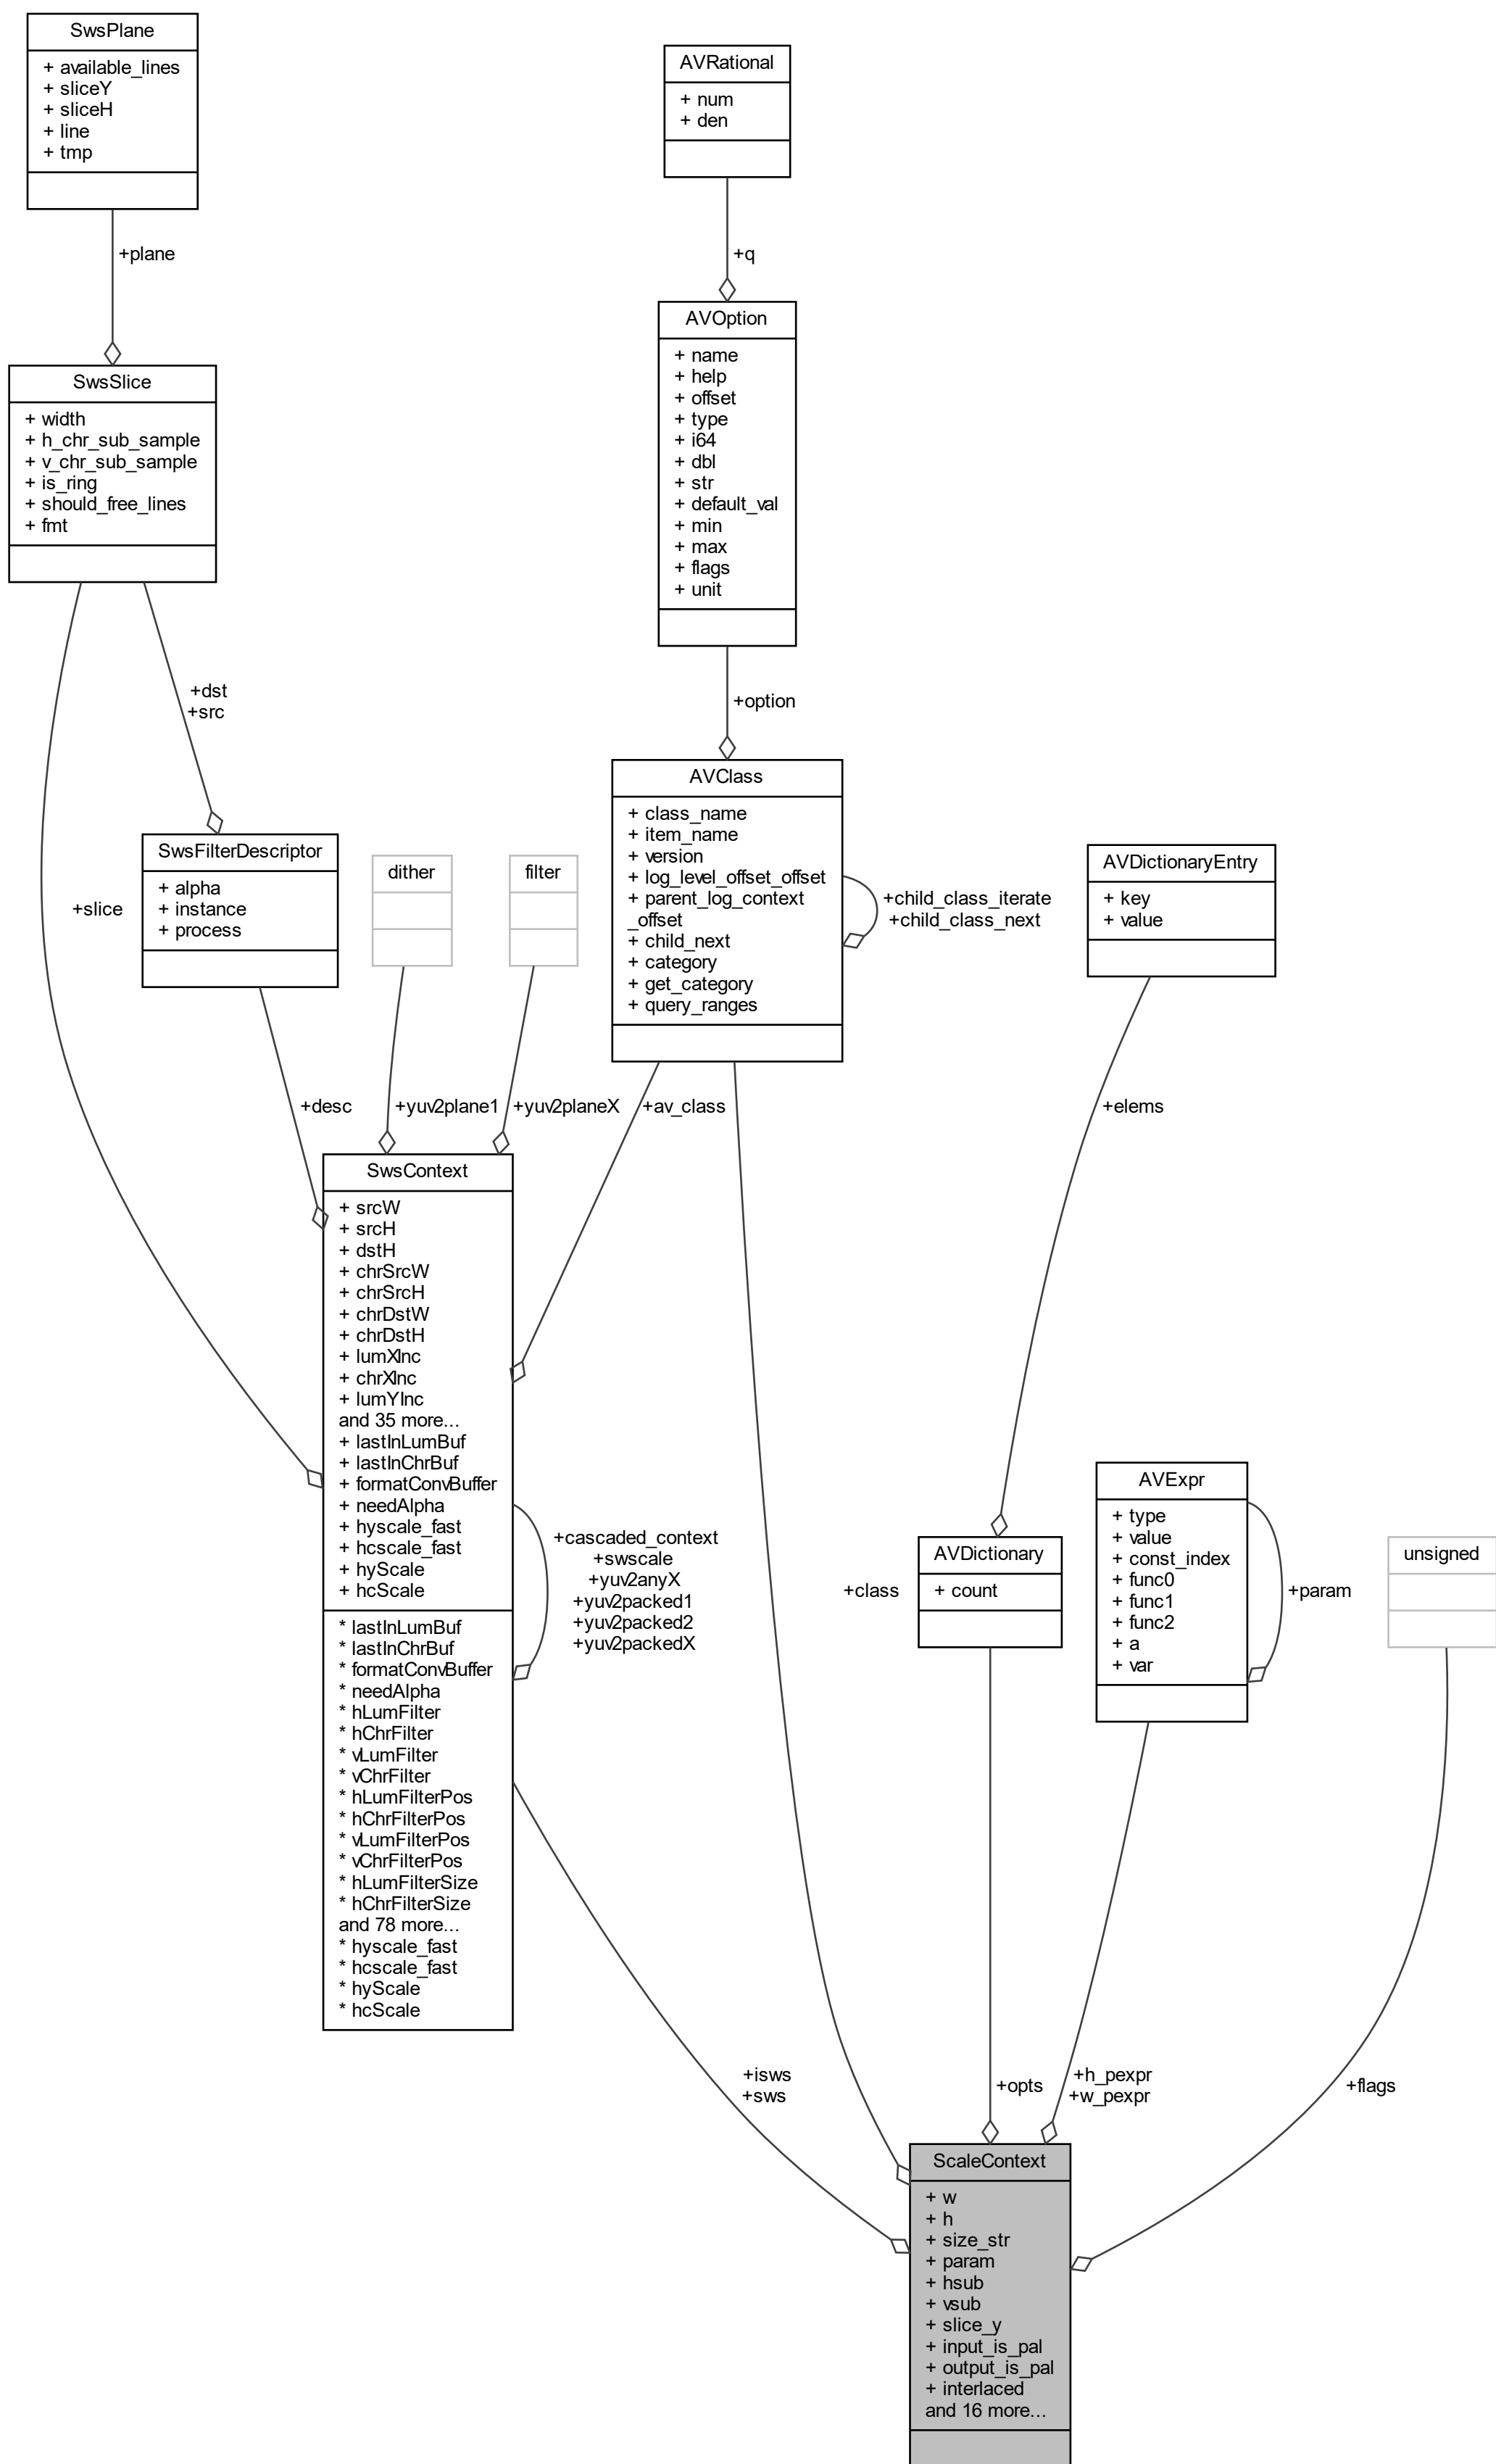 SwsPlane
+ available_lines
+ sliceY
+ sliceH
+ line
+ tmp
AVRational
+ num
+ den
+plane
+q
SwsSlice
+ width
+ h_chr_sub_sample
+ v_chr_sub_sample
+ is_ring
+ should_free_lines
+ fmt
AVOption
+ name
+ help
+ offset
+ type
+ i64
+ dbl
+ str
+ default_val
+ min
+ max
+ flags
+ unit
+dst
+src
+option
+slice
SwsFilterDescriptor
+ alpha
+ instance
+ process
dither
filter
AVClass
+ class_name
+ item_name
+ version
+ log_level_offset_offset
+ parent_log_context
_offset
+ child_next
+ category
+ get_category
+ query_ranges
+child_class_iterate
+child_class_next
AVDictionaryEntry
+ key
+ value
+desc
+yuv2plane1
+yuv2planeX
+av_class
+elems
SwsContext
+ srcW
+ srcH
+ dstH
+ chrSrcW
+ chrSrcH
+ chrDstW
+ chrDstH
+ lumXInc
+ chrXInc
+ lumYInc
and 35 more...
+ lastInLumBuf
+ lastInChrBuf
+ formatConvBuffer
+ needAlpha
+ hyscale_fast
+ hcscale_fast
+ hyScale
+ hcScale
* lastInLumBuf
* lastInChrBuf
* formatConvBuffer
* needAlpha
* hLumFilter
* hChrFilter
* vLumFilter
* vChrFilter
* hLumFilterPos
* hChrFilterPos
* vLumFilterPos
* vChrFilterPos
* hLumFilterSize
* hChrFilterSize
and 78 more...
* hyscale_fast
* hcscale_fast
* hyScale
* hcScale
+cascaded_context
+swscale
+yuv2anyX
+yuv2packed1
+yuv2packed2
+yuv2packedX
+class
AVDictionary
+ count
AVExpr
+ type
+ value
+ const_index
+ func0
+ func1
+ func2
+ a
+ var
+param
unsigned
+isws
+sws
+opts
+h_pexpr
+w_pexpr
+flags
ScaleContext
+ w
+ h
+ size_str
+ param
+ hsub
+ vsub
+ slice_y
+ input_is_pal
+ output_is_pal
+ interlaced
and 16 more...